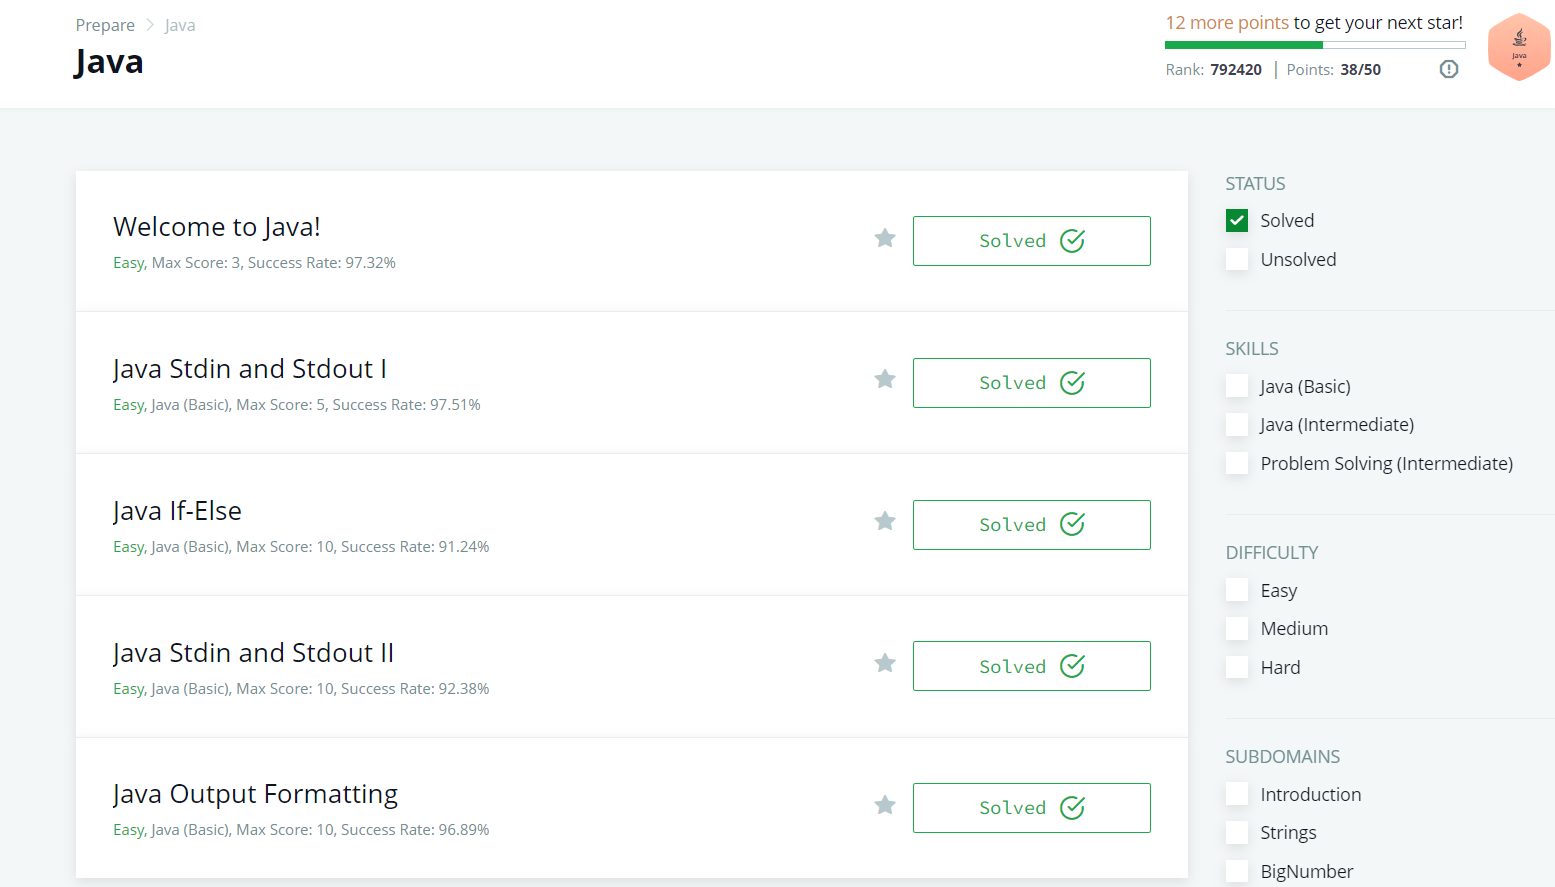 Prepare > Java
Java
12 more points to get your next star!
Rank: 792420 | Points: 38/50
Java
Welcome to Java!
Easy, Max Score: 3, Success Rate: 97.32%
Solved
Java Stdin and Stdout I
Easy, Java (Basic), Max Score: 5, Success Rate: 97.51%
Solved
Java If-Else
Easy, Java (Basic), Max Score: 10, Success Rate: 91.24%
Solved
Java Stdin and Stdout II
Easy, Java (Basic), Max Score: 10, Success Rate: 92.38%
Solved
Java Output Formatting
Easy, Java (Basic), Max Score: 10, Success Rate: 96.89%
Solved
STATUS
Solved
Unsolved
SKILLS
Java (Basic)
Java (Intermediate)
Problem Solving (Intermediate)
DIFFICULTY
Easy
Medium
Hard
SUBDOMAINS
Introduction
Strings
BigNumber